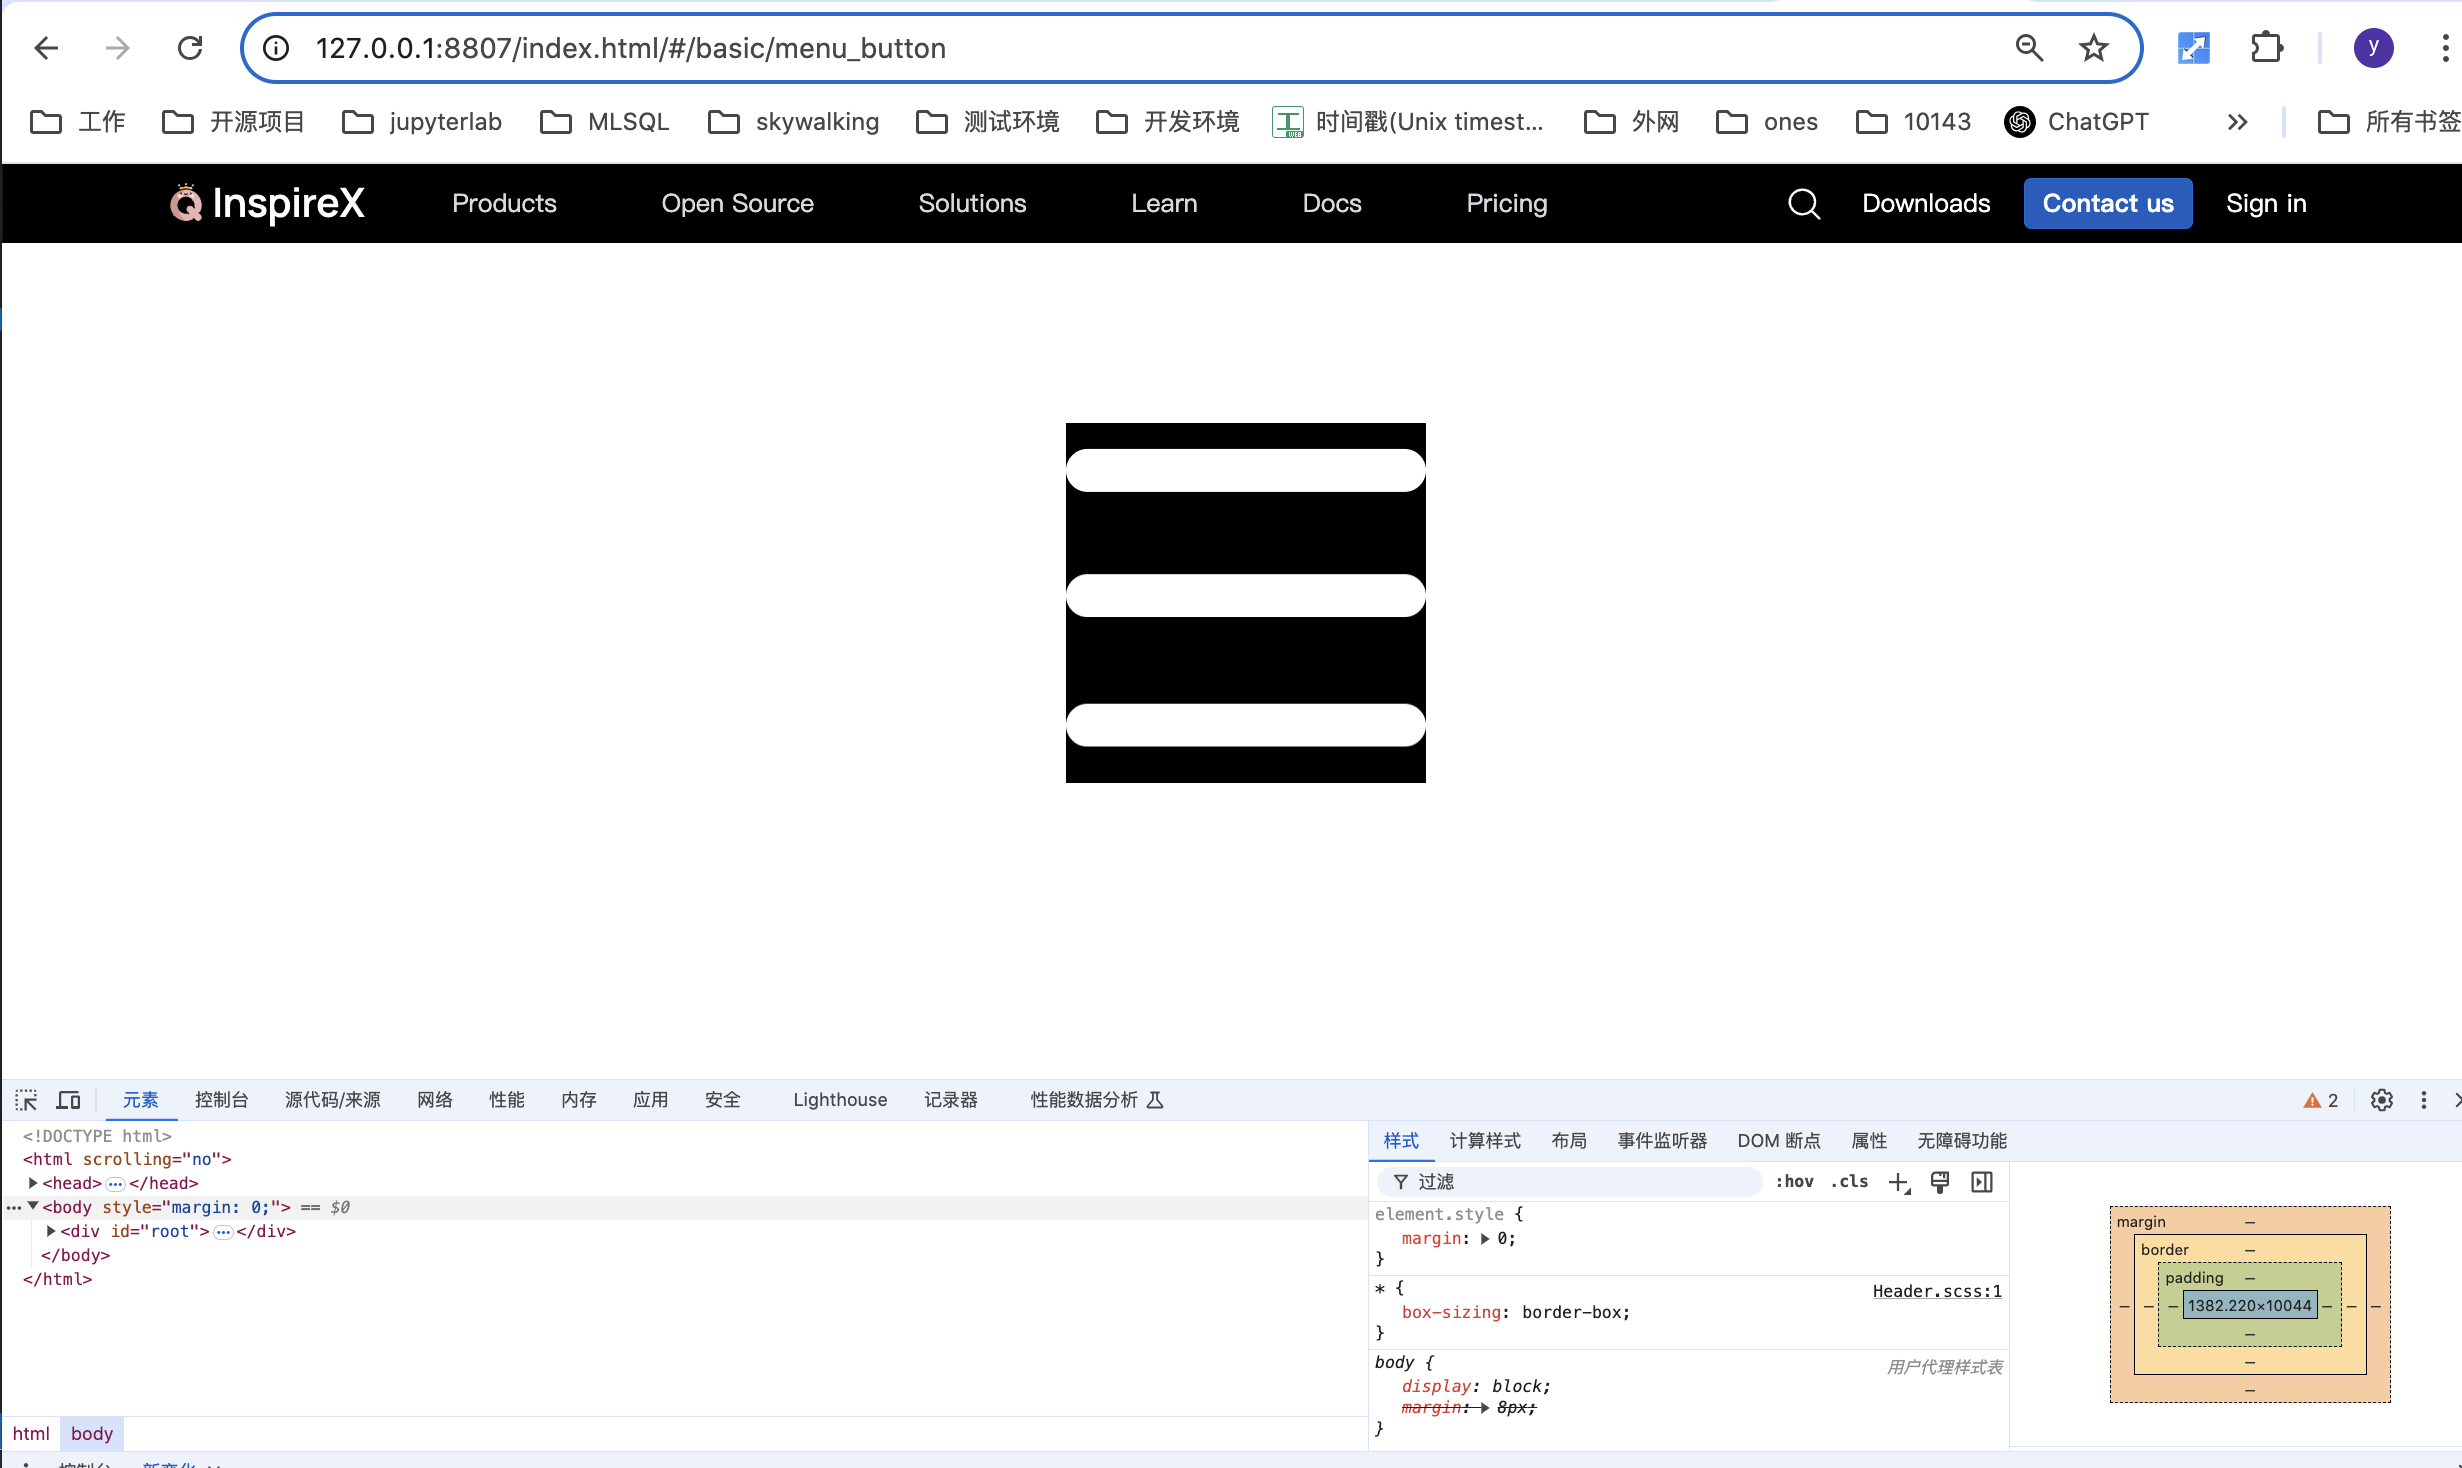 127.0.0.1:8807/index.html/#/basic/menu_button
y
工作 开源项目 jupyterlab MLSQL skywalking 测试环境 开发环境 时间戳(Unix timest... 外网 ones 10143 ChatGPT » 所有书签
InspireX Products Open Source Solutions Learn Docs Pricing Downloads Contact us Sign in
元素 控制台 源代码/来源 网络 性能 内存 应用 安全 Lighthouse 记录器 性能数据分析 2
<!DOCTYPE html>
<html scrolling="no">
<head>…</head>
<body style="margin: 0;"> == $0
<div id="root">…</div>
</body>
</html>
html body
样式 计算样式 布局 事件监听器 DOM 断点 属性 无障碍功能
过滤 :hov .cls
element.style {
margin: 0;
}
* { Header.scss:1
box-sizing: border-box;
}
body { 用户代理样式表
display: block;
margin: 8px;
}
margin –
border –
padding –
– – – 1382.220×10044 – – –
–
–
–